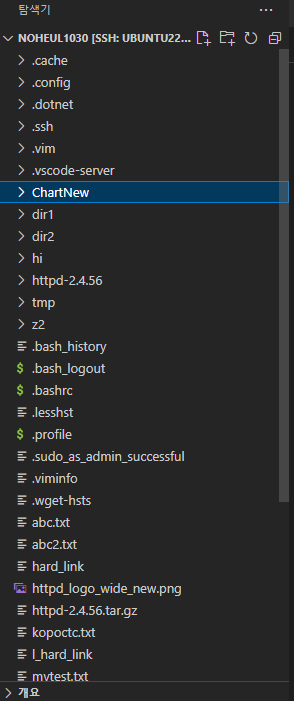 탐색기
NOHEUL1030 [SSH: UBUNTU22...
.cache
.config
.dotnet
.ssh
.vim
.vscode-server
ChartNew
dir1
dir2
hi
httpd-2.4.56
tmp
z2
.bash_history
.bash_logout
.bashrc
.lesshst
.profile
.sudo_as_admin_successful
.viminfo
.wget-hsts
abc.txt
abc2.txt
hard_link
httpd_logo_wide_new.png
httpd-2.4.56.tar.gz
kopoctc.txt
l_hard_link
mytest.txt
개요